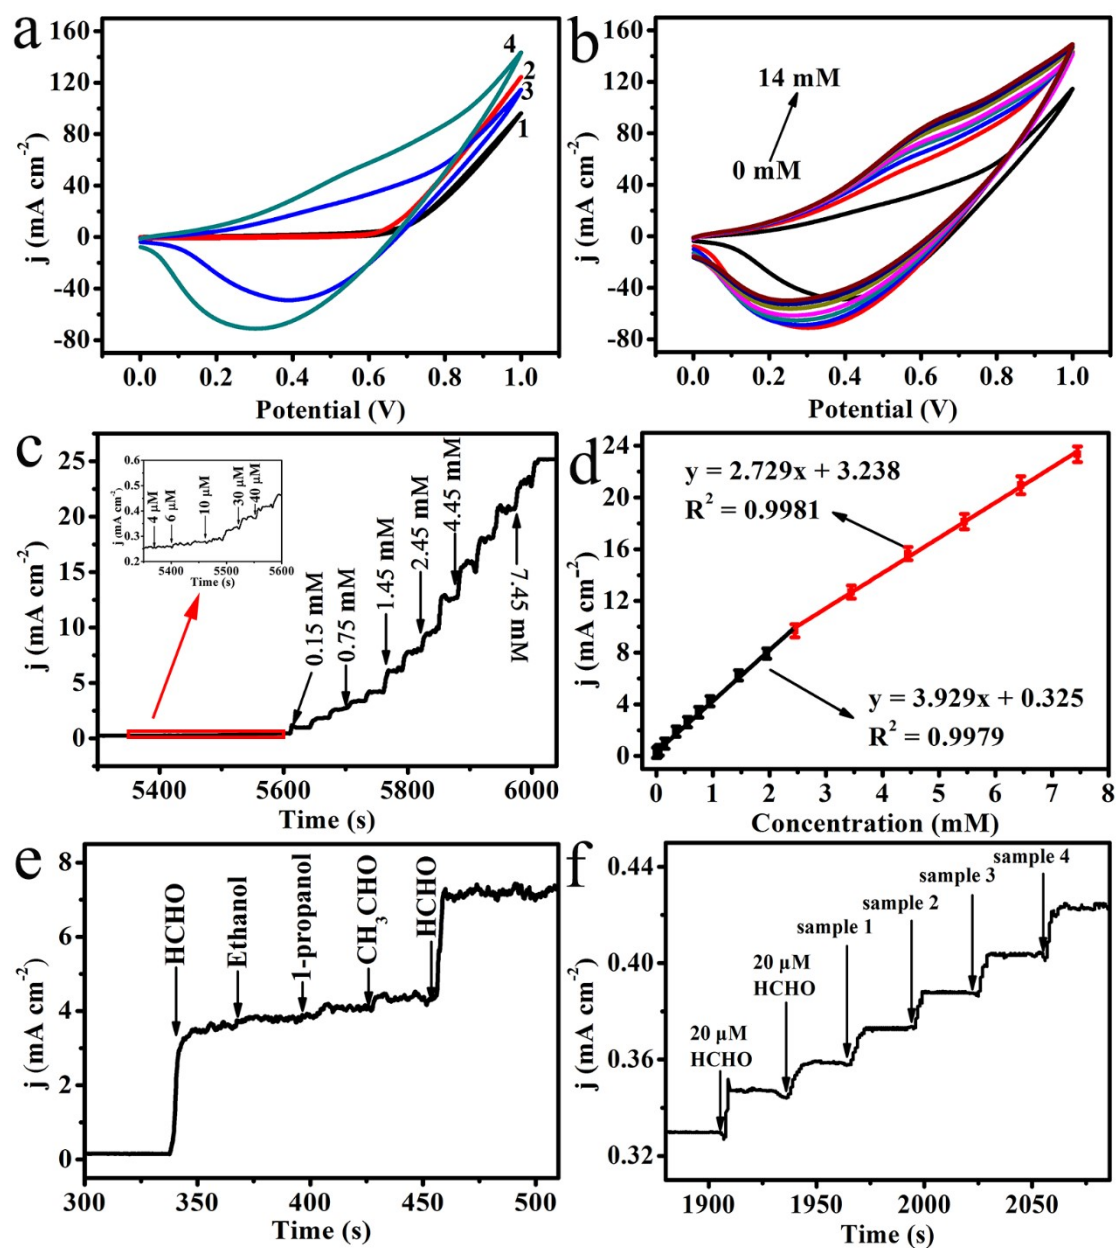 a
160
120
80
40
0
-40
-80
j (mA cm-2)
4
2
3
1
0.0 0.2 0.4 0.6 0.8 1.0
Potential (V)
b
160
120
80
40
0
-40
-80
j (mA cm-2)
14 mM
0 mM
0.0 0.2 0.4 0.6 0.8 1.0
Potential (V)
c
25
20
15
10
5
0
j (mA cm-2)
0.6
0.5
0.4
0.3
0.2
j (mA cm-2)
4 µM
6 µM
10 µM
30 µM
40 µM
5400 5500 5600
Time (s)
0.15 mM
0.75 mM
1.45 mM
2.45 mM
4.45 mM
7.45 mM
5400 5600 5800 6000
Time (s)
d
24
20
16
12
8
4
0
j (mA cm-2)
y = 2.729x + 3.238
R2 = 0.9981
y = 3.929x + 0.325
R2 = 0.9979
0 1 2 3 4 5 6 7 8
Concentration (mM)
e
8
6
4
2
0
j (mA cm-2)
HCHO
Ethanol
1-propanol
CH3CHO
HCHO
300 350 400 450 500
Time (s)
f
0.44
0.40
0.36
0.32
j (mA cm-2)
20 µM
HCHO
20 µM
HCHO
sample 1
sample 2
sample 3
sample 4
1900 1950 2000 2050
Time (s)